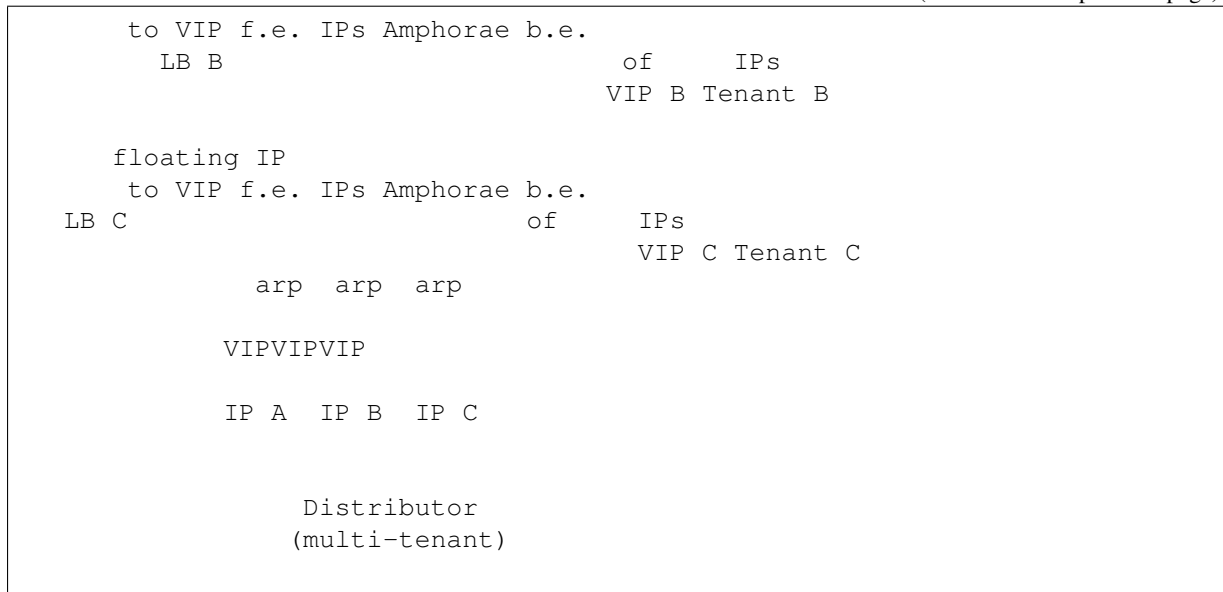 to VIP f.e. IPs Amphorae b.e.
LB B of IPs
VIP B Tenant B
floating IP
to VIP f.e. IPs Amphorae b.e.
LB C of IPs
VIP C Tenant C
arp arp arp
VIPVIPVIP
IP A IP B IP C
Distributor
(multi-tenant)